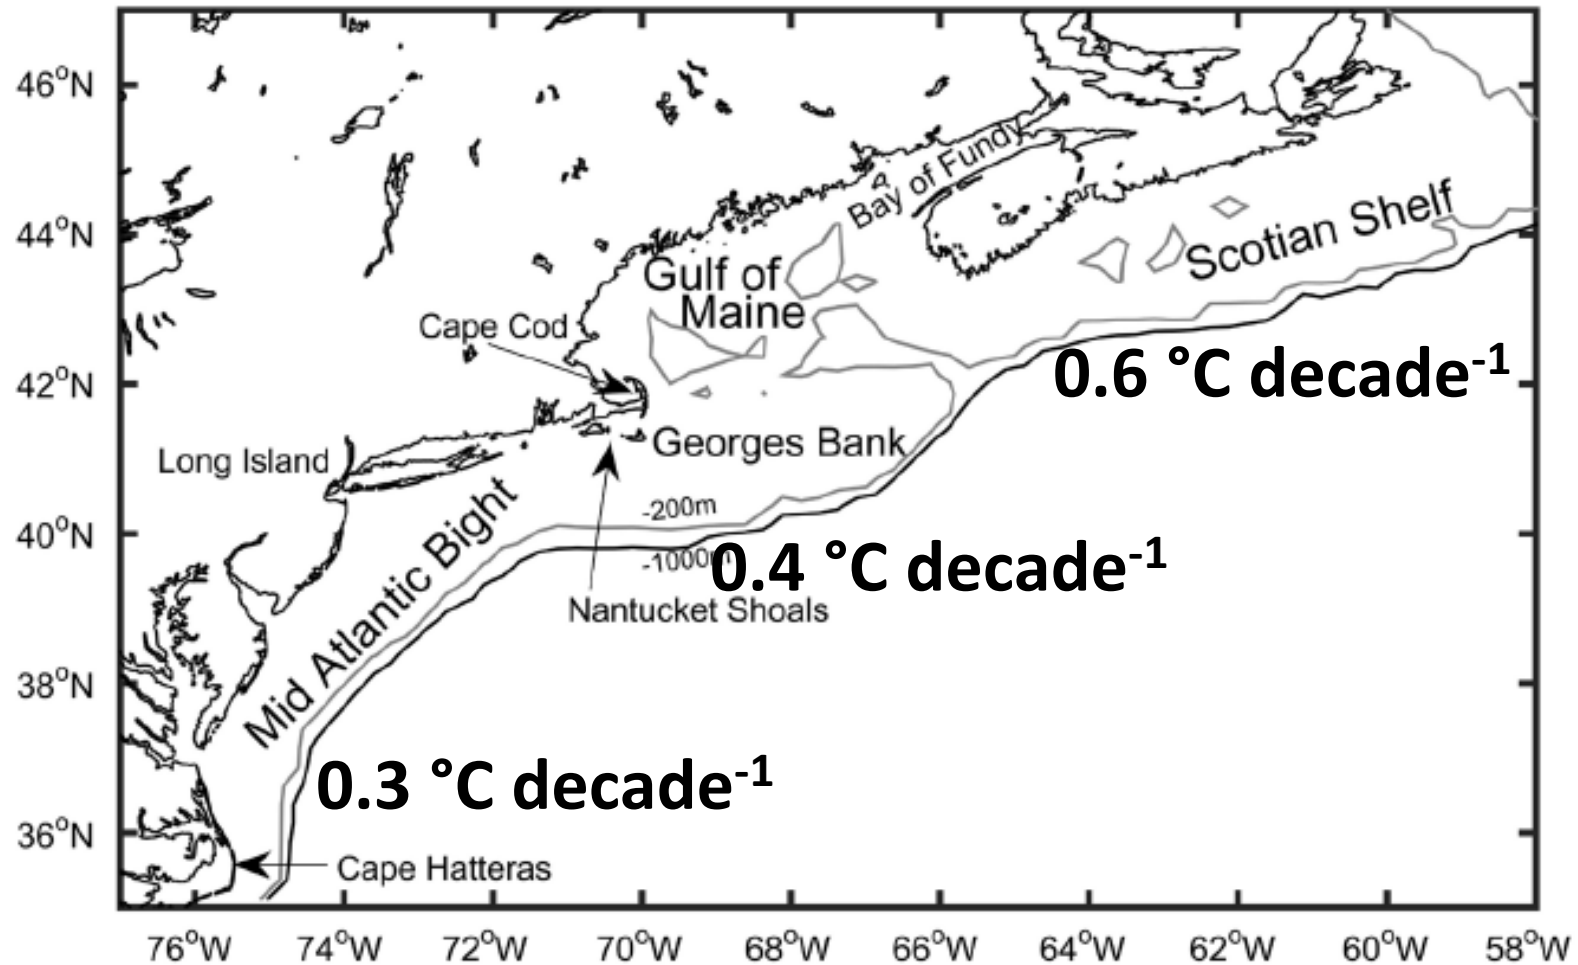 46°N
44°N
42°N
40°N
38°N
36°N
Bay of Fundy
Scotian Shelf
Gulf of
Maine
Cape Cod
0.6 °C decade-1
Georges Bank
Long Island
-200m
-1000m
0.4 °C decade-1
Nantucket Shoals
Mid Atlantic Bight
0.3 °C decade-1
Cape Hatteras
76°W 74°W 72°W 70°W 68°W 66°W 64°W 62°W 60°W 58°W